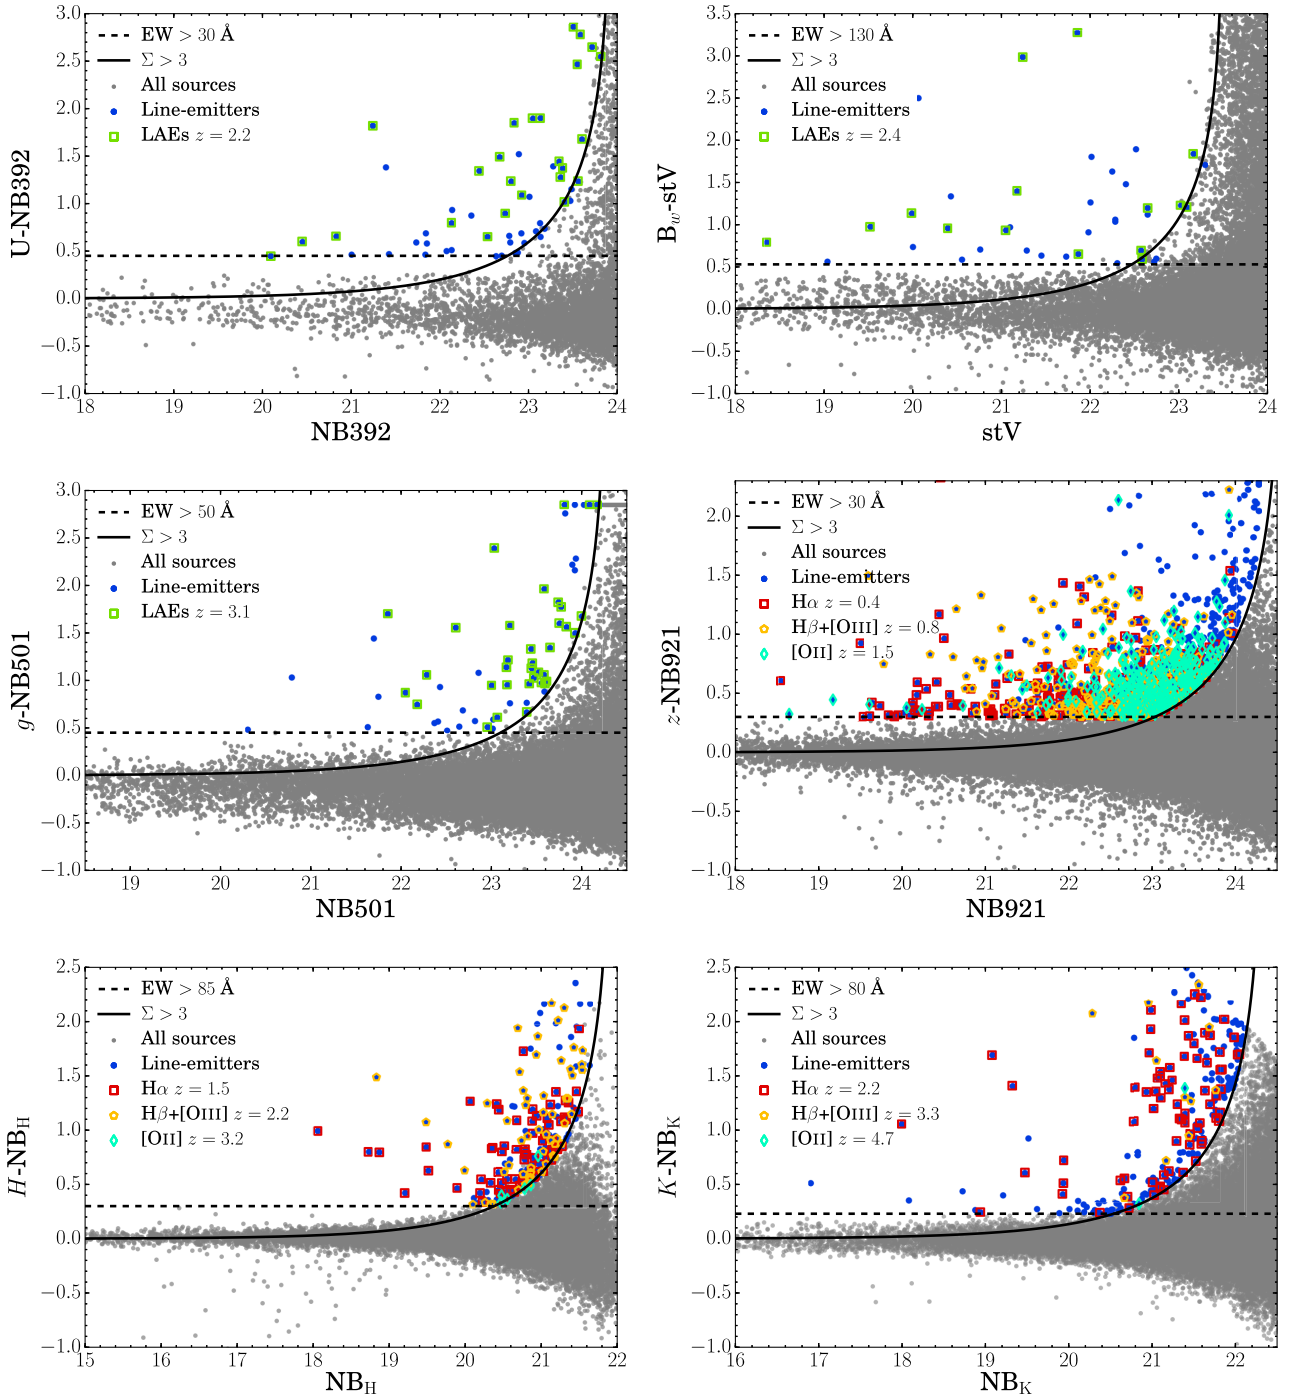 3.0
2.5
2.0
1.5
1.0
0.5
0.0
−0.5
−1.0
U-NB392
EW > 30 Å
Σ > 3
All sources
Line-emitters
LAEs z = 2.2
18 19 20 21 22 23 24
NB392
3.5
3.0
2.5
2.0
1.5
1.0
0.5
0.0
−0.5
−1.0
B_w-stV
EW > 130 Å
Σ > 3
All sources
Line-emitters
LAEs z = 2.4
18 19 20 21 22 23 24
stV
3.0
2.5
2.0
1.5
1.0
0.5
0.0
−0.5
−1.0
g-NB501
EW > 50 Å
Σ > 3
All sources
Line-emitters
LAEs z = 3.1
19 20 21 22 23 24
NB501
2.0
1.5
1.0
0.5
0.0
−0.5
−1.0
z-NB921
EW > 30 Å
Σ > 3
All sources
Line-emitters
Hα z = 0.4
Hβ+[OIII] z = 0.8
[OII] z = 1.5
18 19 20 21 22 23 24
NB921
2.5
2.0
1.5
1.0
0.5
0.0
−0.5
−1.0
H-NB_H
EW > 85 Å
Σ > 3
All sources
Line-emitters
Hα z = 1.5
Hβ+[OIII] z = 2.2
[OII] z = 3.2
15 16 17 18 19 20 21 22
NB_H
2.5
2.0
1.5
1.0
0.5
0.0
−0.5
−1.0
K-NB_K
EW > 80 Å
Σ > 3
All sources
Line-emitters
Hα z = 2.2
Hβ+[OIII] z = 3.3
[OII] z = 4.7
16 17 18 19 20 21 22
NB_K